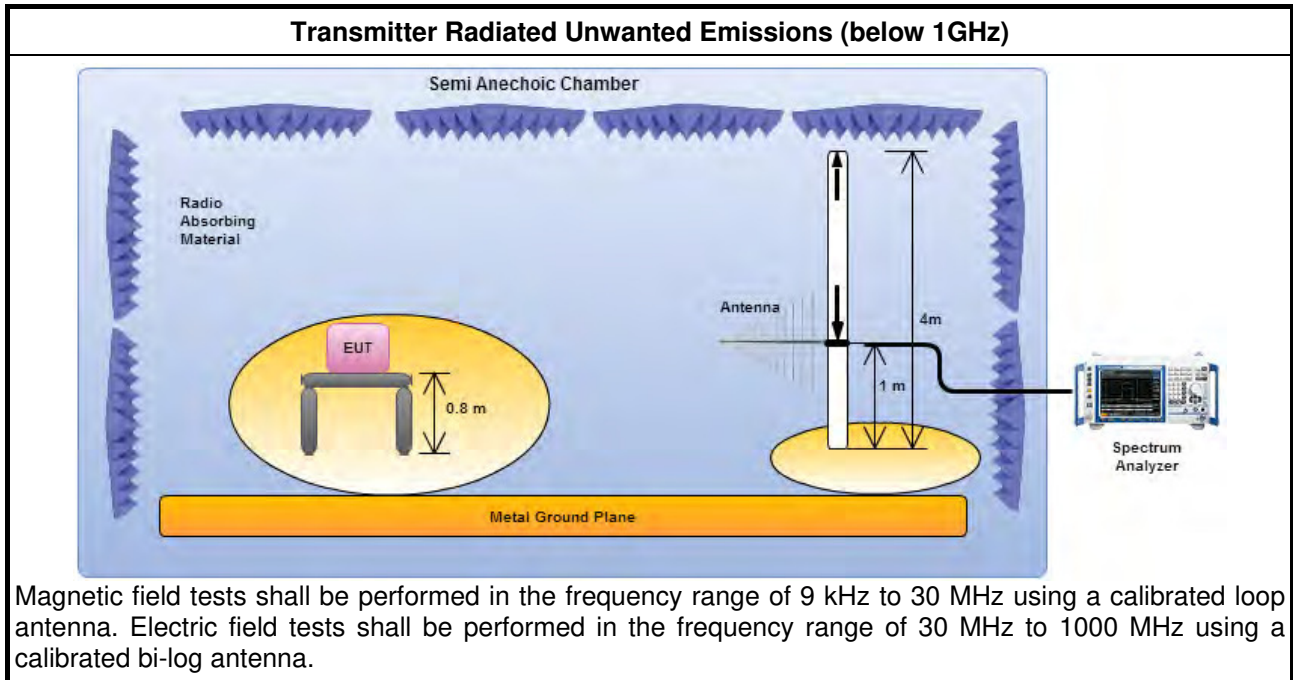 Transmitter Radiated Unwanted Emissions (below 1GHz)
Semi Anechoic Chamber
Radio
Absorbing
Material
Antenna
4m
EUT
1 m
0.8 m
Spectrum
Analyzer
Metal Ground Plane
Magnetic field tests shall be performed in the frequency range of 9 kHz to 30 MHz using a calibrated loop
antenna. Electric field tests shall be performed in the frequency range of 30 MHz to 1000 MHz using a
calibrated bi-log antenna.